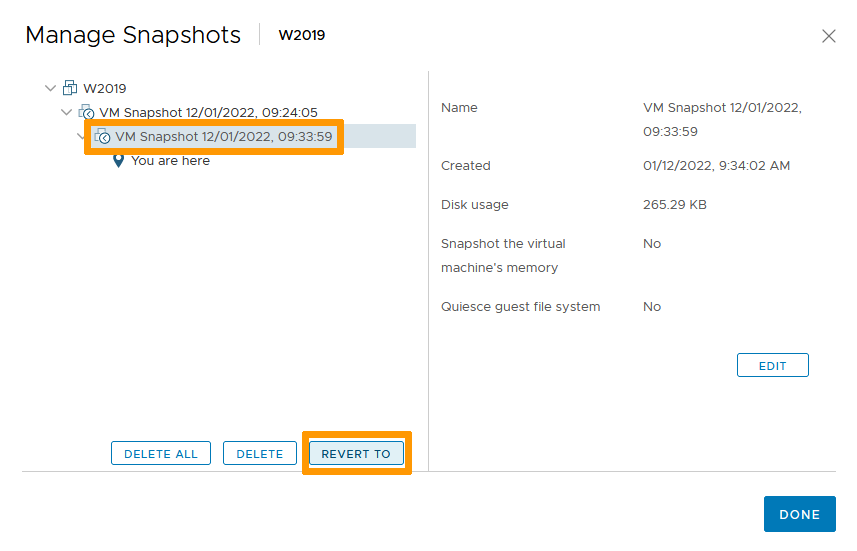 Manage Snapshots W2019
W2019
VM Snapshot 12/01/2022, 09:24:05
VM Snapshot 12/01/2022, 09:33:59
You are here
DELETE ALL DELETE REVERT TO
Name VM Snapshot 12/01/2022,
09:33:59
Created 01/12/2022, 9:34:02 AM
Disk usage 265.29 KB
Snapshot the virtual No
machine's memory
Quiesce guest file system No
EDIT
DONE